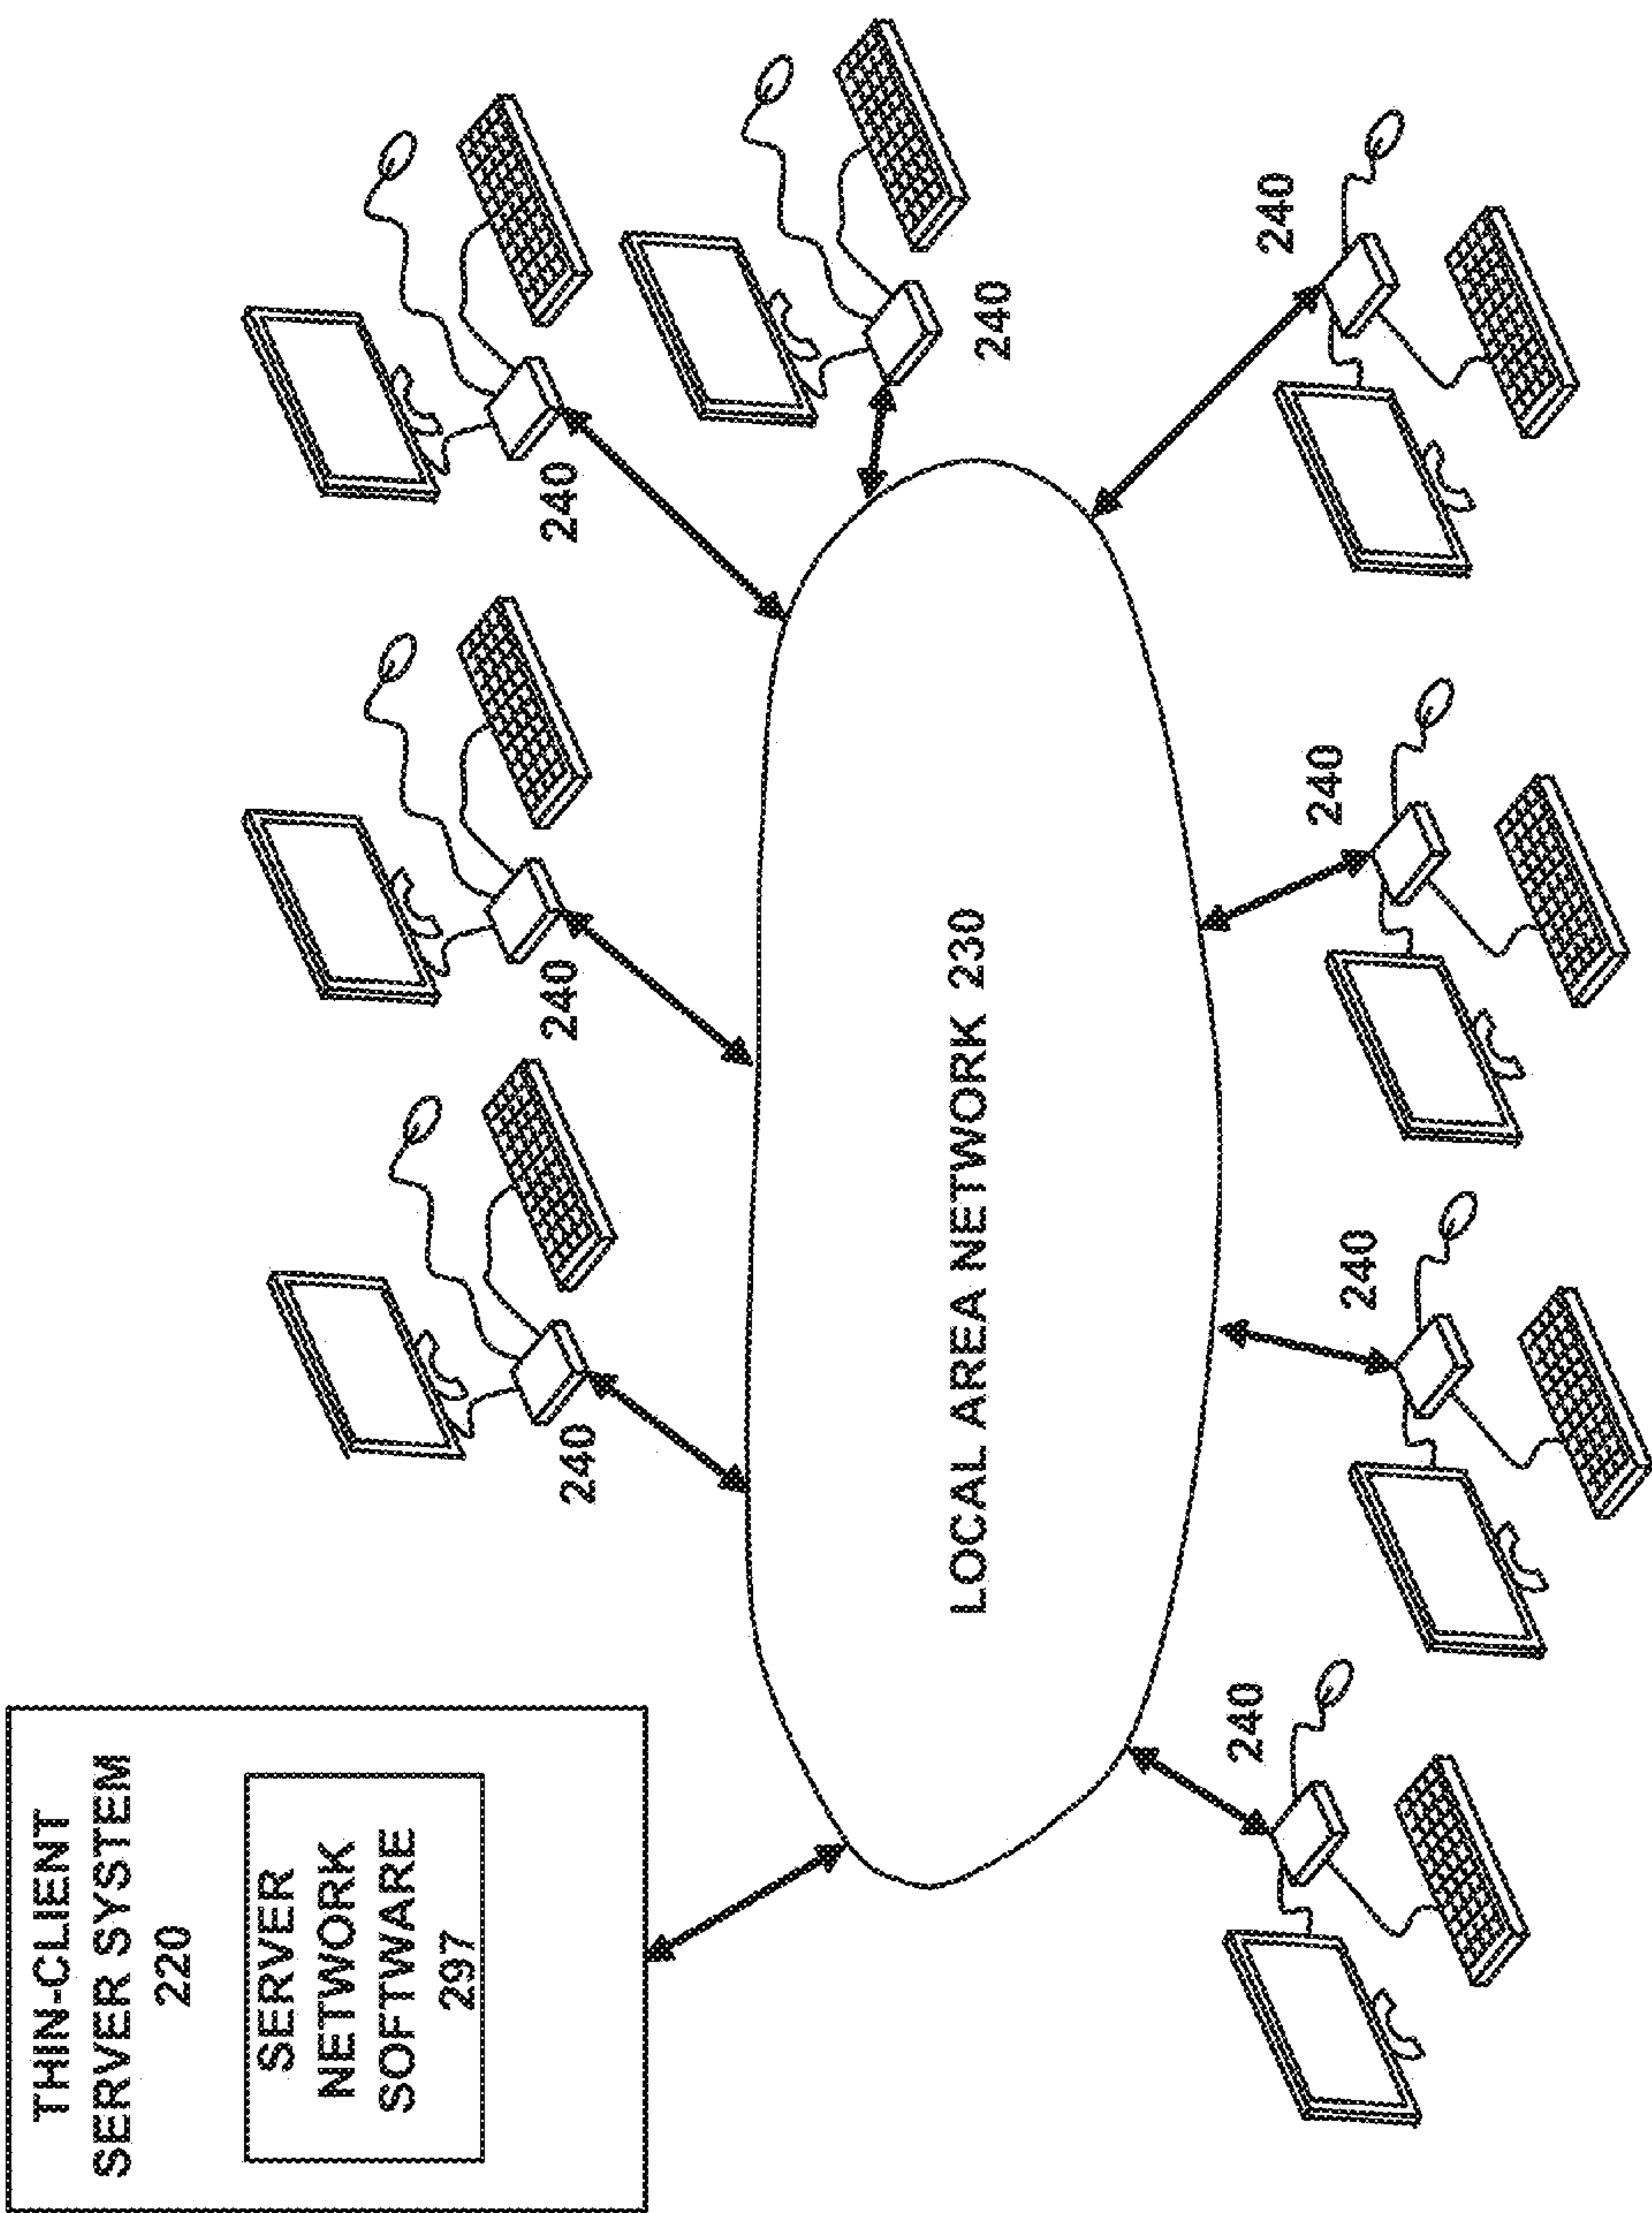 THIN-CLIENT
SERVER SYSTEM
220
SERVER
NETWORK
SOFTWARE
297
240
240
240
240
LOCAL AREA NETWORK 230
240
240
240
240